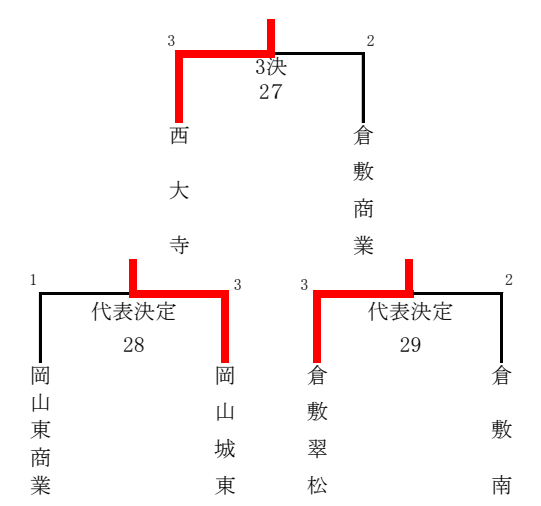 3 2
3決
27
西大寺
倉敷商業
1 3
代表決定
28
3 2
代表決定
29
岡山東商業
岡山城東
倉敷翠松
倉敷南